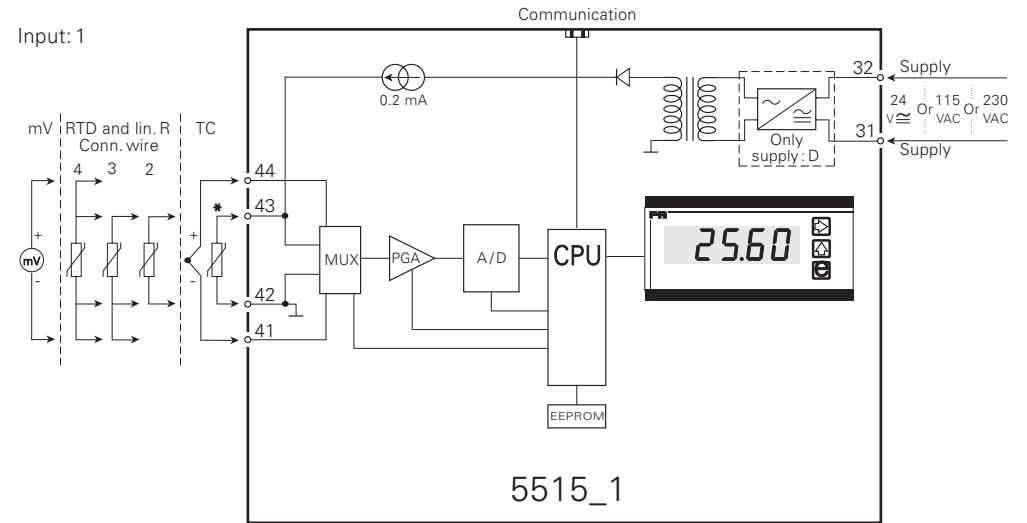 Communication
Input: 1
0.2 mA
32
Supply
24
V≅
Or
115
VAC
Or
230
VAC
31
Supply
Only
supply: D
mV
RTD and lin. R
Conn. wire
TC
4
3
2
44
*
43
+
mV
-
+
-
MUX
PGA
A/D
CPU
PR
25.60
e
42
41
EEPROM
5515_1